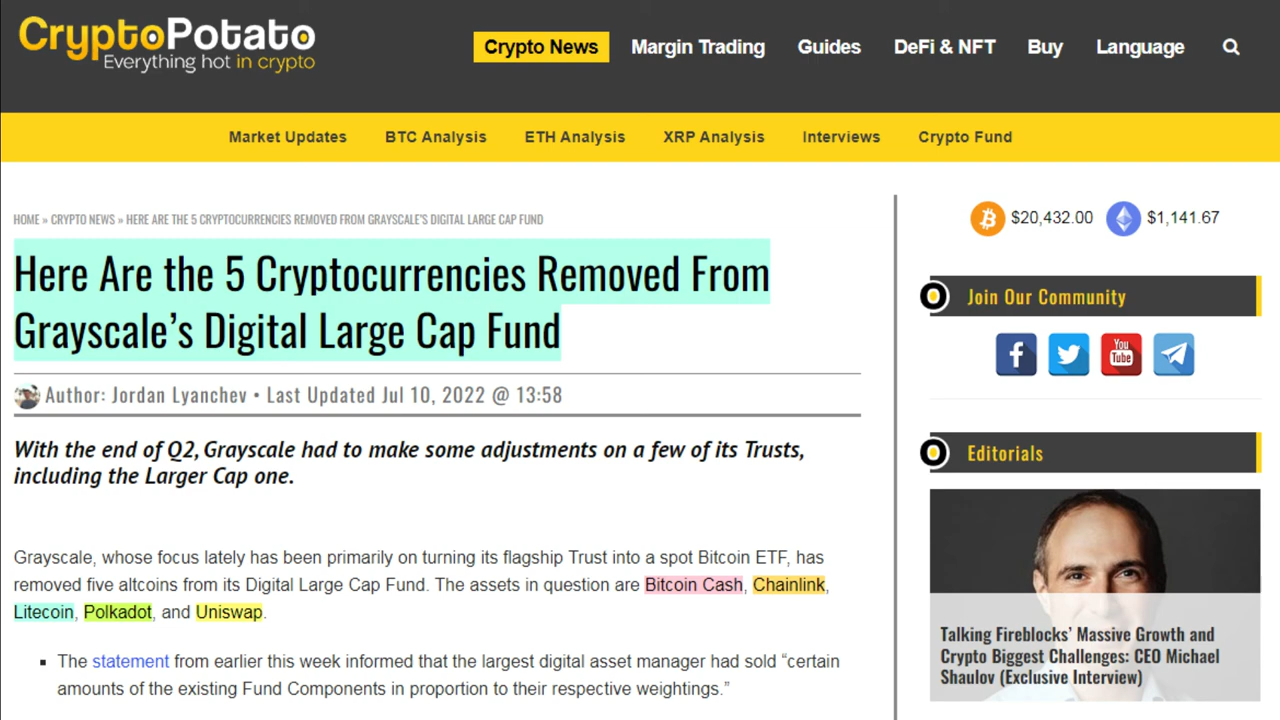 CryptoPotato
Everything hot in crypto
Crypto News
Margin Trading
Guides
DeFi & NFT
Buy
Language
Market Updates
BTC Analysis
ETH Analysis
XRP Analysis
Interviews
Crypto Fund
HOME » CRYPTO NEWS » HERE ARE THE 5 CRYPTOCURRENCIES REMOVED FROM GRAYSCALE'S DIGITAL LARGE CAP FUND
Here Are the 5 Cryptocurrencies Removed From
Grayscale’s Digital Large Cap Fund
Author: Jordan Lyanchev • Last Updated Jul 10, 2022 @ 13:58
With the end of Q2, Grayscale had to make some adjustments on a few of its Trusts,
including the Larger Cap one.
Grayscale, whose focus lately has been primarily on turning its flagship Trust into a spot Bitcoin ETF, has
removed five altcoins from its Digital Large Cap Fund. The assets in question are Bitcoin Cash, Chainlink,
Litecoin, Polkadot, and Uniswap.
▪ The statement from earlier this week informed that the largest digital asset manager had sold “certain
amounts of the existing Fund Components in proportion to their respective weightings.”
$20,432.00
$1,141.67
Join Our Community
You
Tube
Editorials
Talking Fireblocks’ Massive Growth and
Crypto Biggest Challenges: CEO Michael
Shaulov (Exclusive Interview)